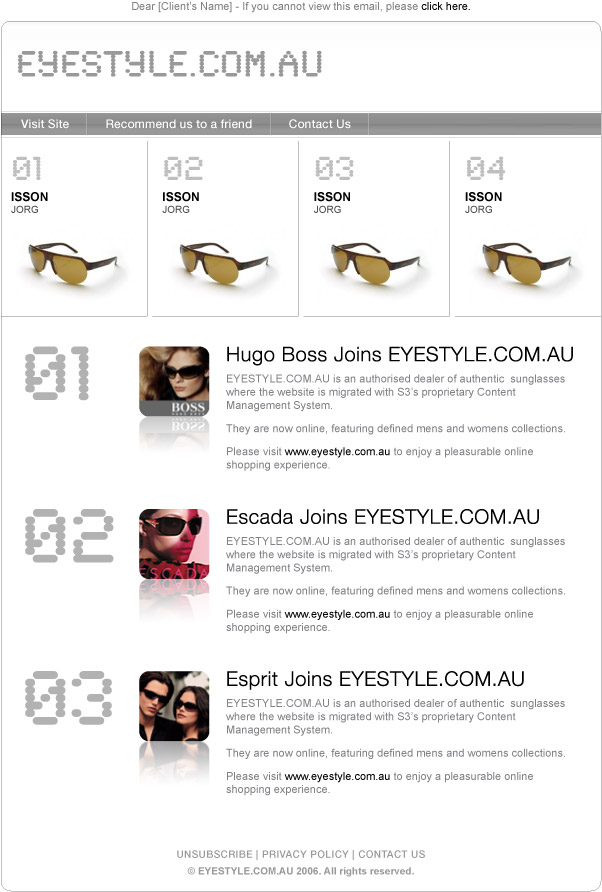 Dear [Client's Name] - If you cannot view this email, please click here.
EYESTYLE.COM.AU
Visit Site
Recommend us to a friend
Contact Us
01
ISSON
JORG
02
ISSON
JORG
03
ISSON
JORG
04
ISSON
JORG
01
BOSS
Hugo Boss Joins EYESTYLE.COM.AU
EYESTYLE.COM.AU is an authorised dealer of authentic sunglasses
where the website is migrated with S3's proprietary Content
Management System.
They are now online, featuring defined mens and womens collections.
Please visit www.eyestyle.com.au to enjoy a pleasurable online
shopping experience.
02
ESCADA
Escada Joins EYESTYLE.COM.AU
EYESTYLE.COM.AU is an authorised dealer of authentic sunglasses
where the website is migrated with S3's proprietary Content
Management System.
They are now online, featuring defined mens and womens collections.
Please visit www.eyestyle.com.au to enjoy a pleasurable online
shopping experience.
03
Esprit Joins EYESTYLE.COM.AU
EYESTYLE.COM.AU is an authorised dealer of authentic sunglasses
where the website is migrated with S3's proprietary Content
Management System.
They are now online, featuring defined mens and womens collections.
Please visit www.eyestyle.com.au to enjoy a pleasurable online
shopping experience.
UNSUBSCRIBE | PRIVACY POLICY | CONTACT US
© EYESTYLE.COM.AU 2006. All rights reserved.